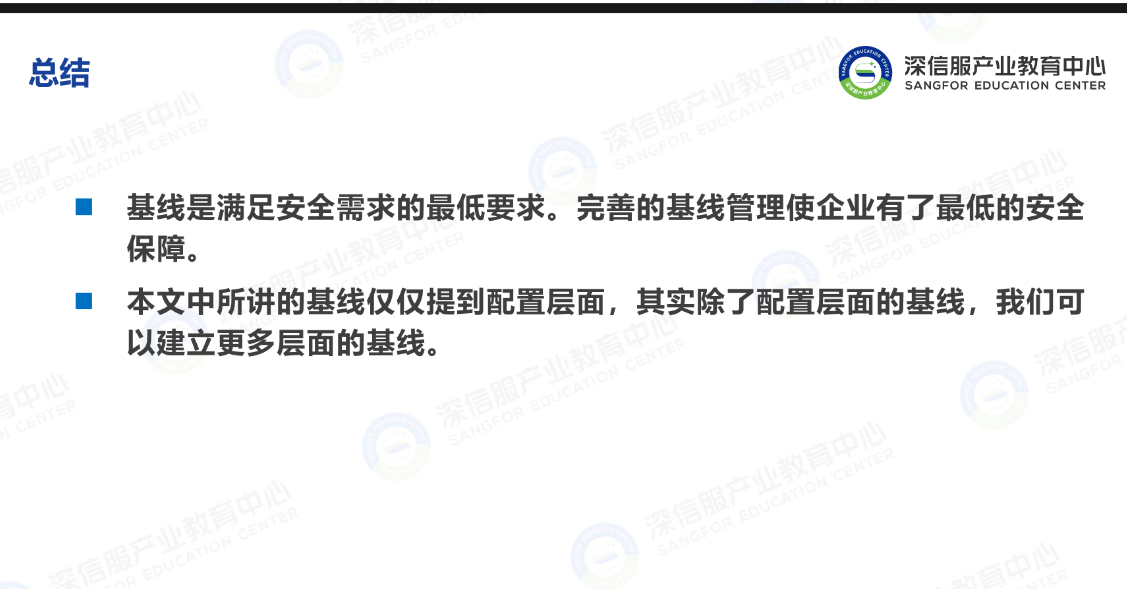 总结
深信服产业教育中心
SANGFOR EDUCATION CENTER
基线是满足安全需求的最低要求。完善的基线管理使企业有了最低的安全
保障。
本文中所讲的基线仅仅提到配置层面，其实除了配置层面的基线，我们可
以建立更多层面的基线。